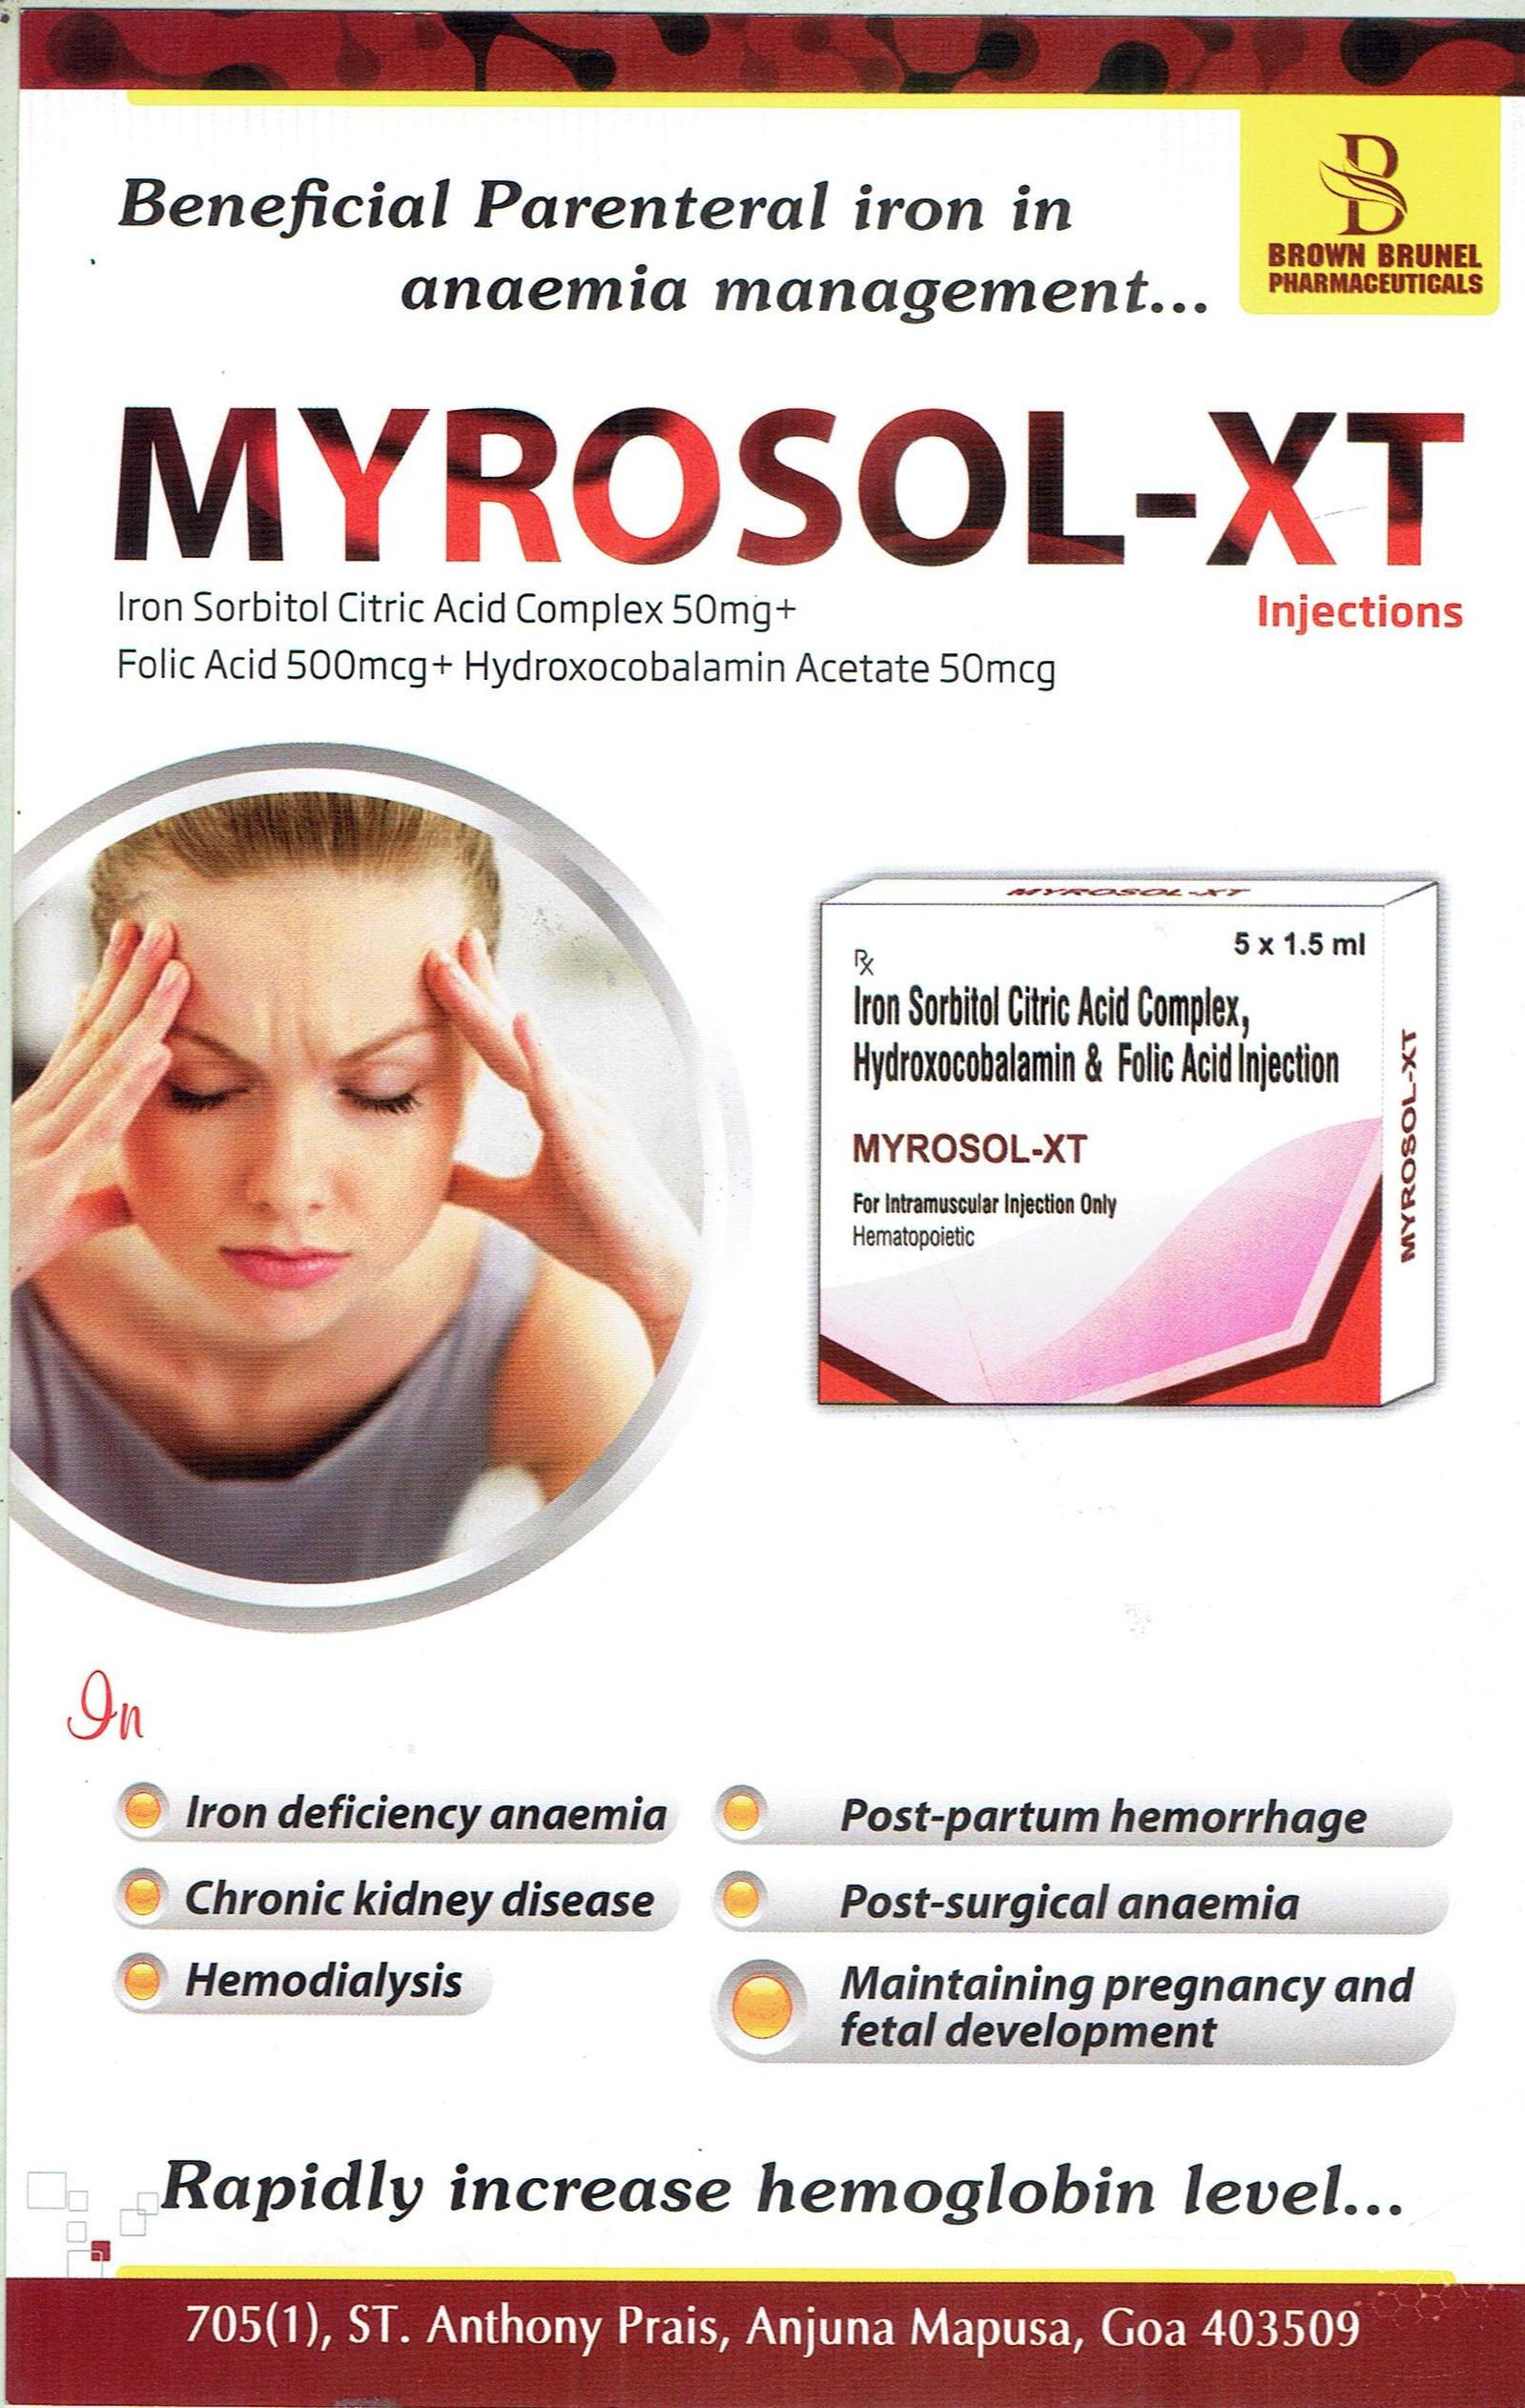 Beneficial Parenteral iron in
anaemia management...
B
BROWN BRUNEL
PHARMACEUTICALS
MYROSOL-XT
Injections
Iron Sorbitol Citric Acid Complex 50mg+
Folic Acid 500mcg+ Hydroxocobalamin Acetate 50mcg
MYROSOL-XT
5 x 1.5 ml
Rx
Iron Sorbitol Citric Acid Complex,
Hydroxocobalamin & Folic Acid Injection
MYROSOL-XT
For Intramuscular Injection Only
Hematopoietic
MYROSOL-XT
In
Iron deficiency anaemia
Chronic kidney disease
Hemodialysis
Post-partum hemorrhage
Post-surgical anaemia
Maintaining pregnancy and
fetal development
Rapidly increase hemoglobin level...
705(1), ST. Anthony Prais, Anjuna Mapusa, Goa 403509